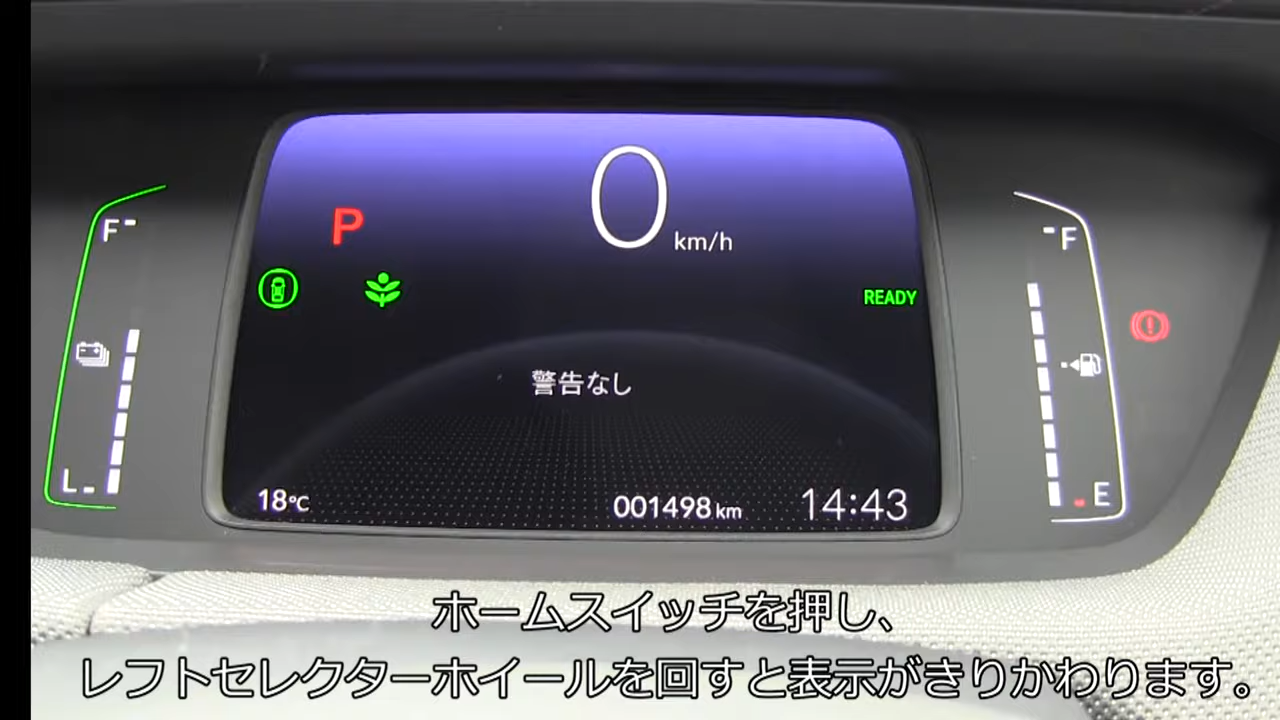 0 km/h
P
F
F
READY
警告なし
L
E
18℃
001498 km
14:43
ホームスイッチを押し、
レフトセレクターホイールを回すと表示がきりかわります。